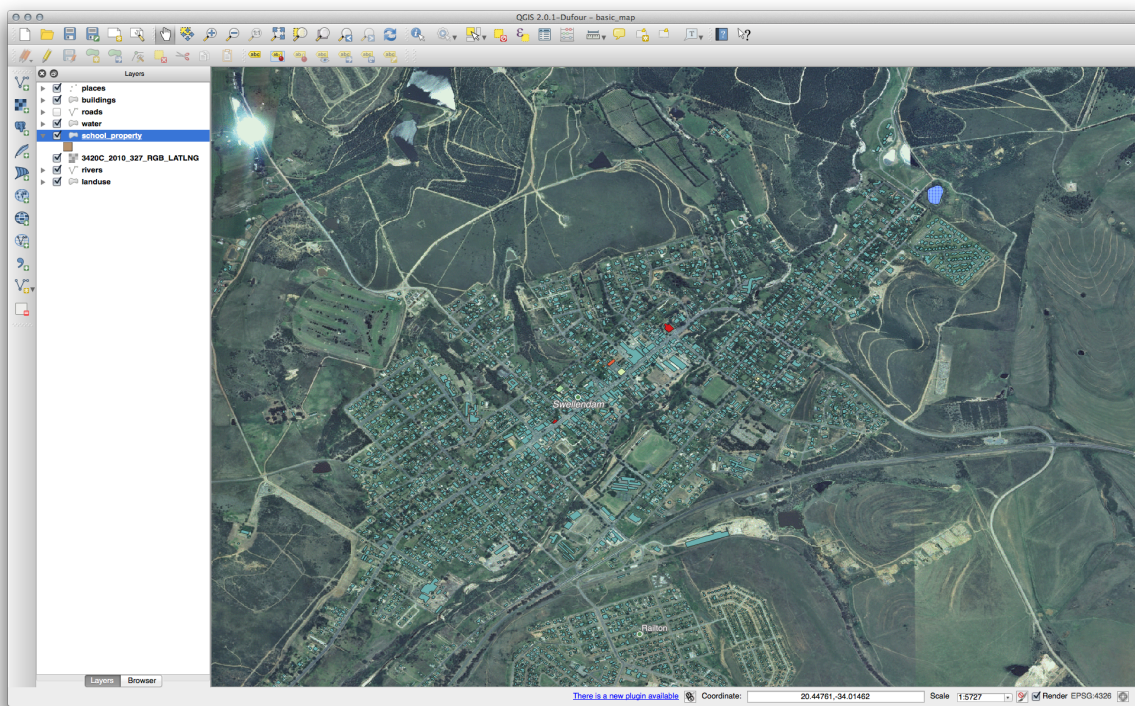 QGIS 2.0.1-Dufour – basic_map
Layers
places
buildings
roads
water
school_property
3420C_2010_327_RGB_LATLNG
rivers
landuse
Swellendam
Railton
Layers Browser
There is a new plugin available Coordinate: 20.44761,-34.01462 Scale 1:5727 Render EPSG:4326